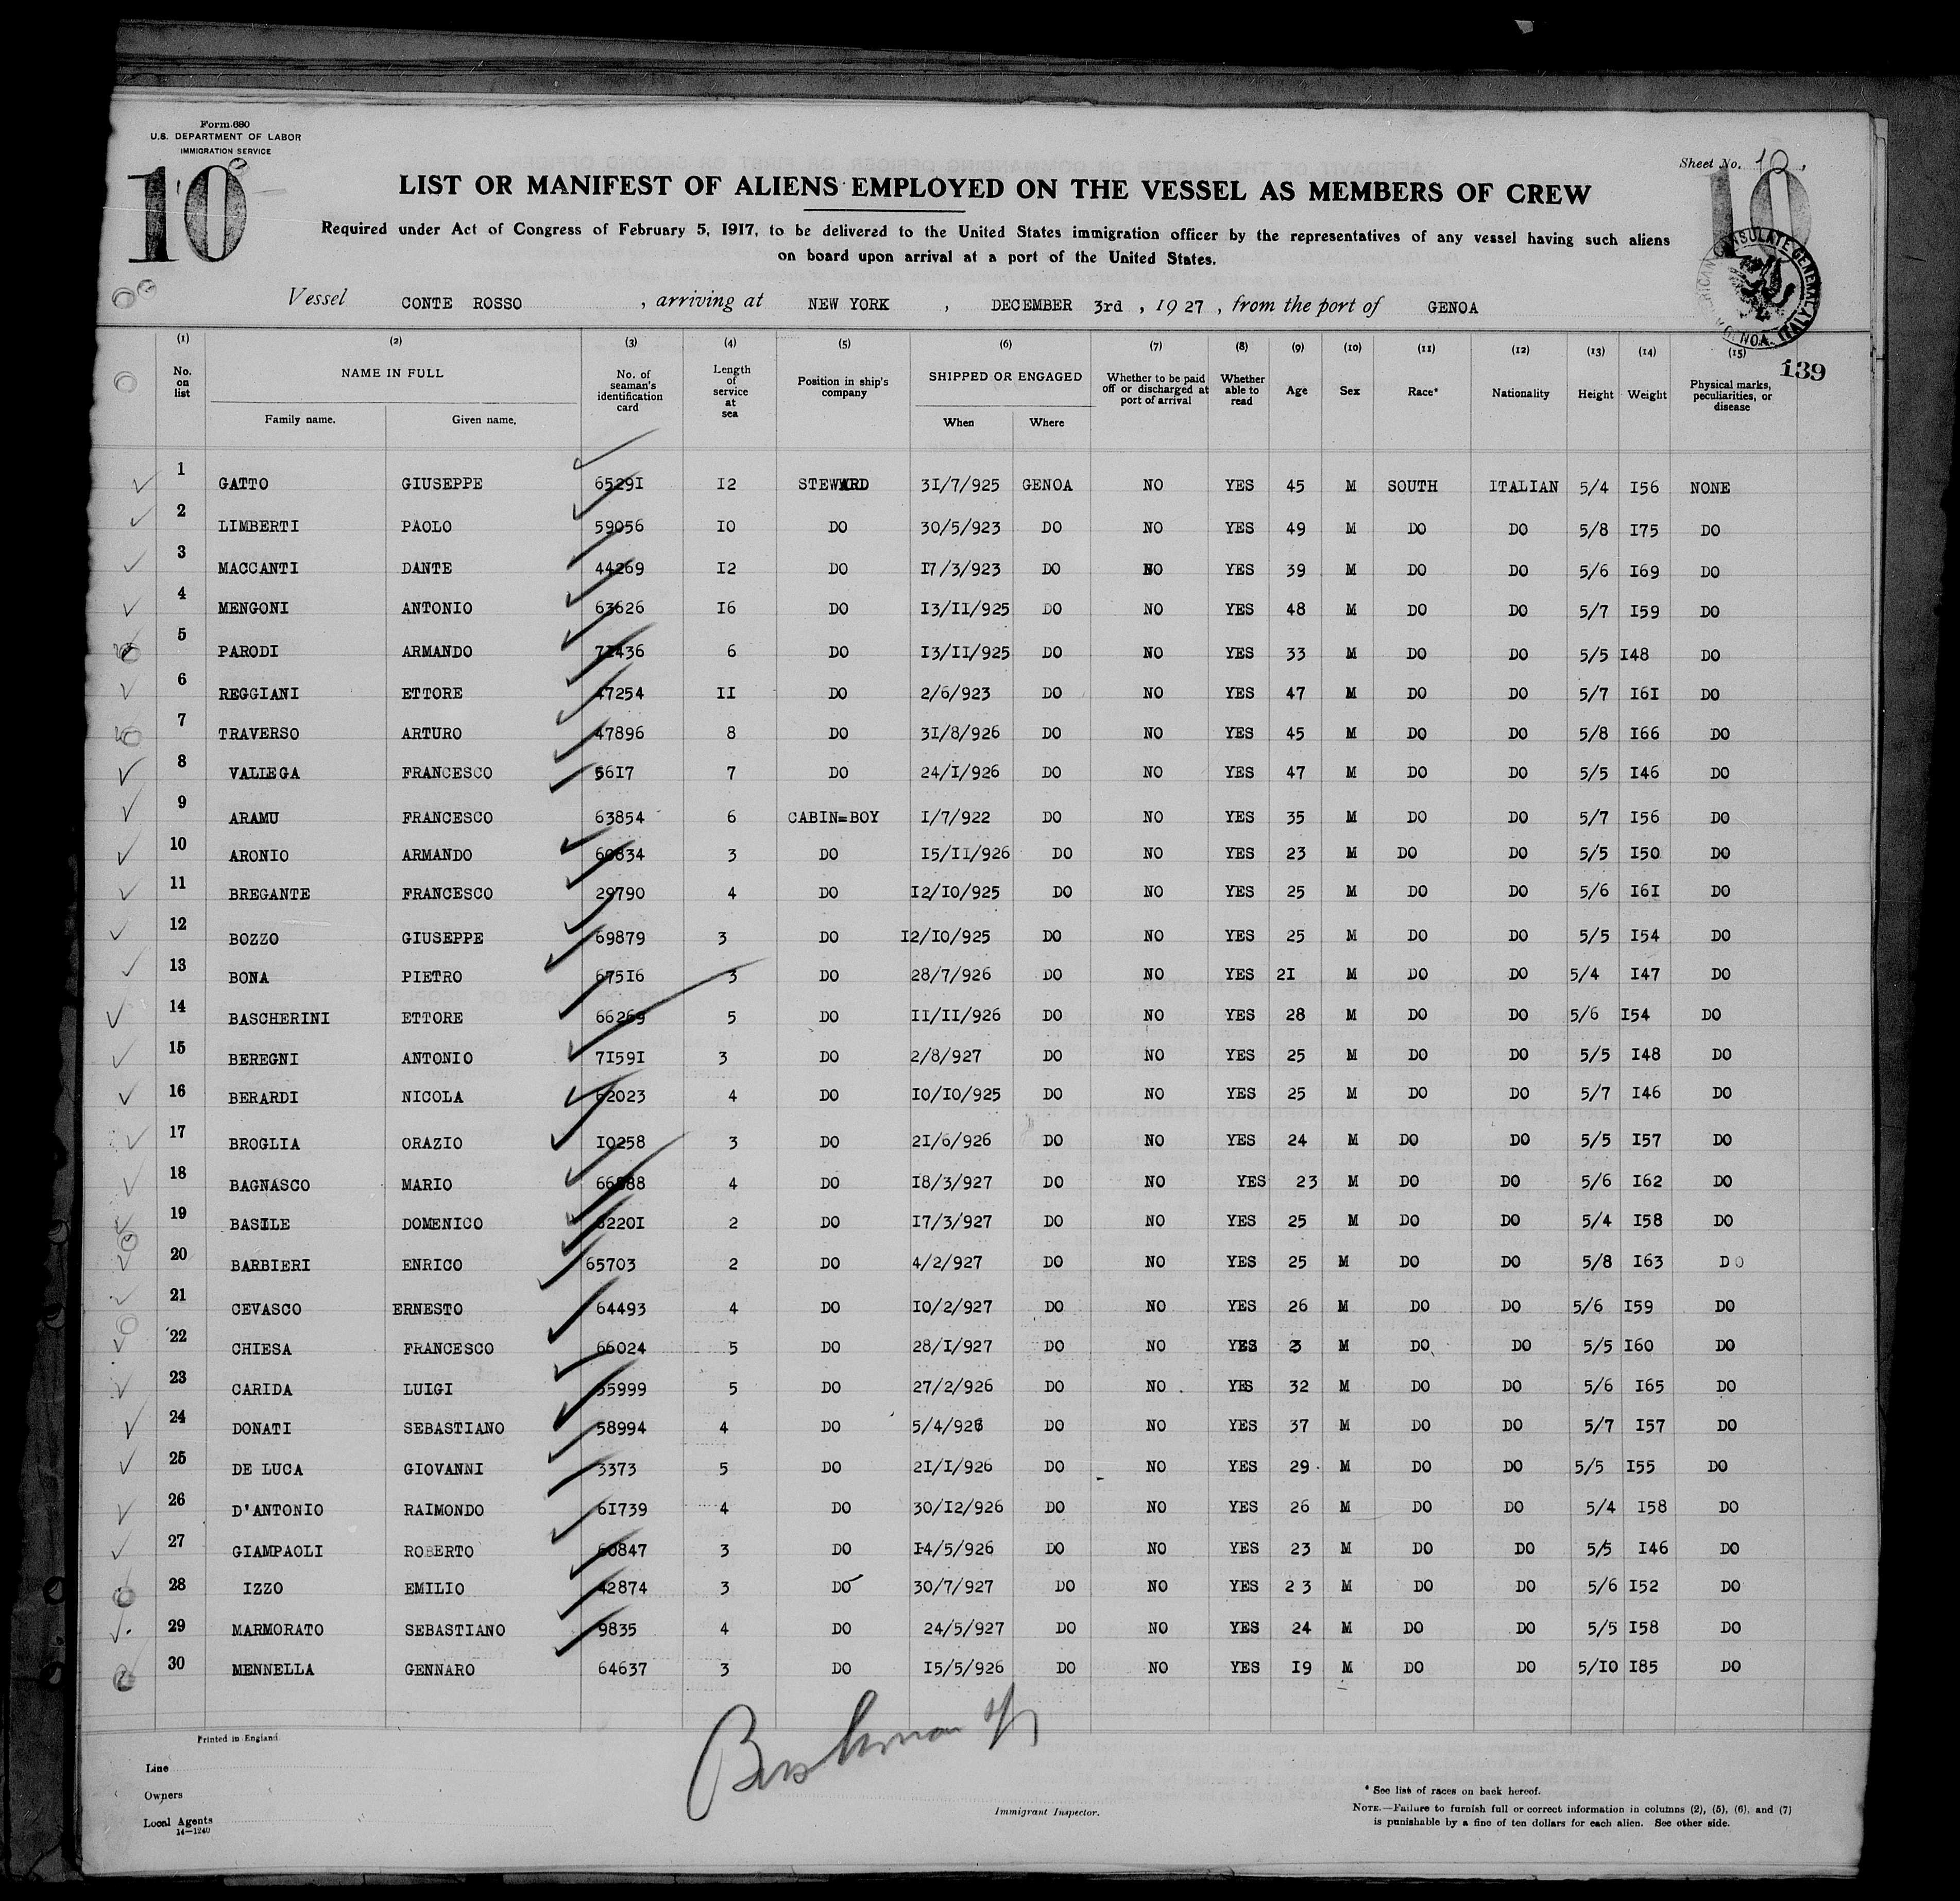 Form 680
U.S. DEPARTMENT OF LABOR
IMMIGRATION SERVICE
10
Sheet No. 10
10
LIST OR MANIFEST OF ALIENS EMPLOYED ON THE VESSEL AS MEMBERS OF CREW
Required under Act of Congress of February 5, 1917, to be delivered to the United States immigration officer by the representatives of any vessel having such aliens
on board upon arrival at a port of the United States.
AMERICAN CONSULATE GENERAL GENOA, ITALY
Vessel CONTE ROSSO , arriving at NEW YORK , DECEMBER 3rd , 1927 , from the port of GENOA
139
(1) (2) (3) (4) (5) (6) (7) (8) (9) (10) (11) (12) (13) (14) (15)
No. on list NAME IN FULL Family name. Given name. No. of seaman's identification card Length of service at sea Position in ship's company SHIPPED OR ENGAGED When Where Whether to be paid off or discharged at port of arrival Whether able to read Age Sex Race* Nationality Height Weight Physical marks, peculiarities, or disease
1 GATTO GIUSEPPE 65291 12 STEWARD 31/7/925 GENOA NO YES 45 M SOUTH ITALIAN 5/4 156 NONE
2 LIMBERTI PAOLO 59056 10 DO 30/5/923 DO NO YES 49 M DO DO 5/8 175 DO
3 MACCANTI DANTE 44269 12 DO 17/3/923 DO NO YES 39 M DO DO 5/6 169 DO
4 MENGONI ANTONIO 63626 16 DO 13/11/925 DO NO YES 48 M DO DO 5/7 159 DO
5 PARODI ARMANDO 71436 6 DO 13/11/925 DO NO YES 33 M DO DO 5/5 148 DO
6 REGGIANI ETTORE 47254 11 DO 2/6/923 DO NO YES 47 M DO DO 5/7 161 DO
7 TRAVERSO ARTURO 47896 8 DO 31/8/926 DO NO YES 45 M DO DO 5/8 166 DO
8 VALLEGA FRANCESCO 5617 7 DO 24/1/926 DO NO YES 47 M DO DO 5/5 146 DO
9 ARAMU FRANCESCO 63854 6 CABIN=BOY 1/7/922 DO NO YES 35 M DO DO 5/7 156 DO
10 ARONIO ARMANDO 60834 3 DO 15/11/926 DO NO YES 23 M DO DO 5/5 150 DO
11 BREGANTE FRANCESCO 29790 4 DO 12/10/925 DO NO YES 25 M DO DO 5/6 161 DO
12 BOZZO GIUSEPPE 69879 3 DO 12/10/925 DO NO YES 25 M DO DO 5/5 154 DO
13 BONA PIETRO 67516 3 DO 28/7/926 DO NO YES 21 M DO DO 5/4 147 DO
14 BASCHERINI ETTORE 66269 5 DO 11/11/926 DO NO YES 28 M DO DO 5/6 154 DO
15 BEREGNI ANTONIO 71591 3 DO 2/8/927 DO NO YES 25 M DO DO 5/5 148 DO
16 BERARDI NICOLA 62023 4 DO 10/10/925 DO NO YES 25 M DO DO 5/7 146 DO
17 BROGLIA ORAZIO 10258 3 DO 21/6/926 DO NO YES 24 M DO DO 5/5 157 DO
18 BAGNASCO MARIO 4 DO 18/3/927 DO NO YES 23 M DO DO 5/6 162 DO
19 BASILE DOMENICO 2 DO 17/3/927 DO NO YES 25 M DO DO 5/4 158 DO
20 BARBIERI ENRICO 65703 2 DO 4/2/927 DO NO YES 25 M DO DO 5/8 163 DO
21 CEVASCO ERNESTO 64493 4 DO 10/2/927 DO NO YES 26 M DO DO 5/6 159 DO
22 CHIESA FRANCESCO 66024 5 DO 28/1/927 DO NO YES 3 M DO DO 5/5 160 DO
23 CARIDA LUIGI 5 DO 27/2/926 DO NO YES 32 M DO DO 5/6 165 DO
24 DONATI SEBASTIANO 58994 4 DO 5/4/926 DO NO YES 37 M DO DO 5/7 157 DO
25 DE LUCA GIOVANNI 3373 5 DO 21/1/926 DO NO YES 29 M DO DO 5/5 155 DO
26 D'ANTONIO RAIMONDO 61739 4 DO 30/12/926 DO NO YES 26 M DO DO 5/4 158 DO
27 GIAMPAOLI ROBERTO 60847 3 DO 14/5/926 DO NO YES 23 M DO DO 5/5 146 DO
28 IZZO EMILIO 42874 3 DO 30/7/927 DO NO YES 23 M DO DO 5/6 152 DO
29 MARMORATO SEBASTIANO 9835 4 DO 24/5/927 DO NO YES 24 M DO DO 5/5 158 DO
30 MENNELLA GENNARO 64637 3 DO 15/5/926 DO NO YES 19 M DO DO 5/10 185 DO
Printed in England.
Line
Owners
Local Agents
14—1240
Immigrant Inspector.
* See list of races on back hereof.
NOTE.—Failure to furnish full or correct information in columns (2), (5), (6), and (7)
is punishable by a fine of ten dollars for each alien. See other side.